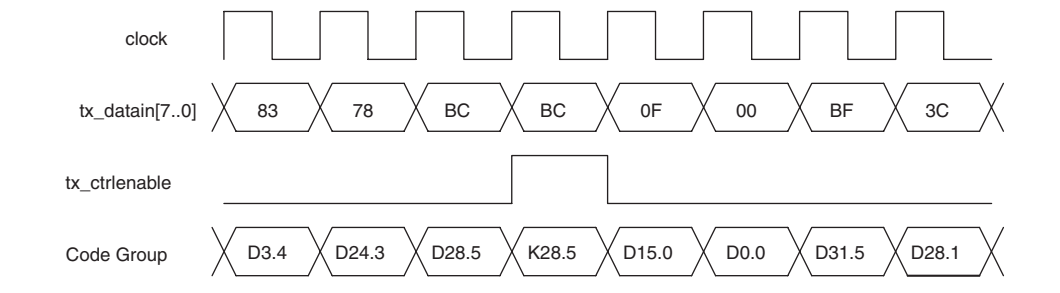 clock
tx_datain[7..0] 83 78 BC BC 0F 00 BF 3C
tx_ctrlenable
Code Group D3.4 D24.3 D28.5 K28.5 D15.0 D0.0 D31.5 D28.1